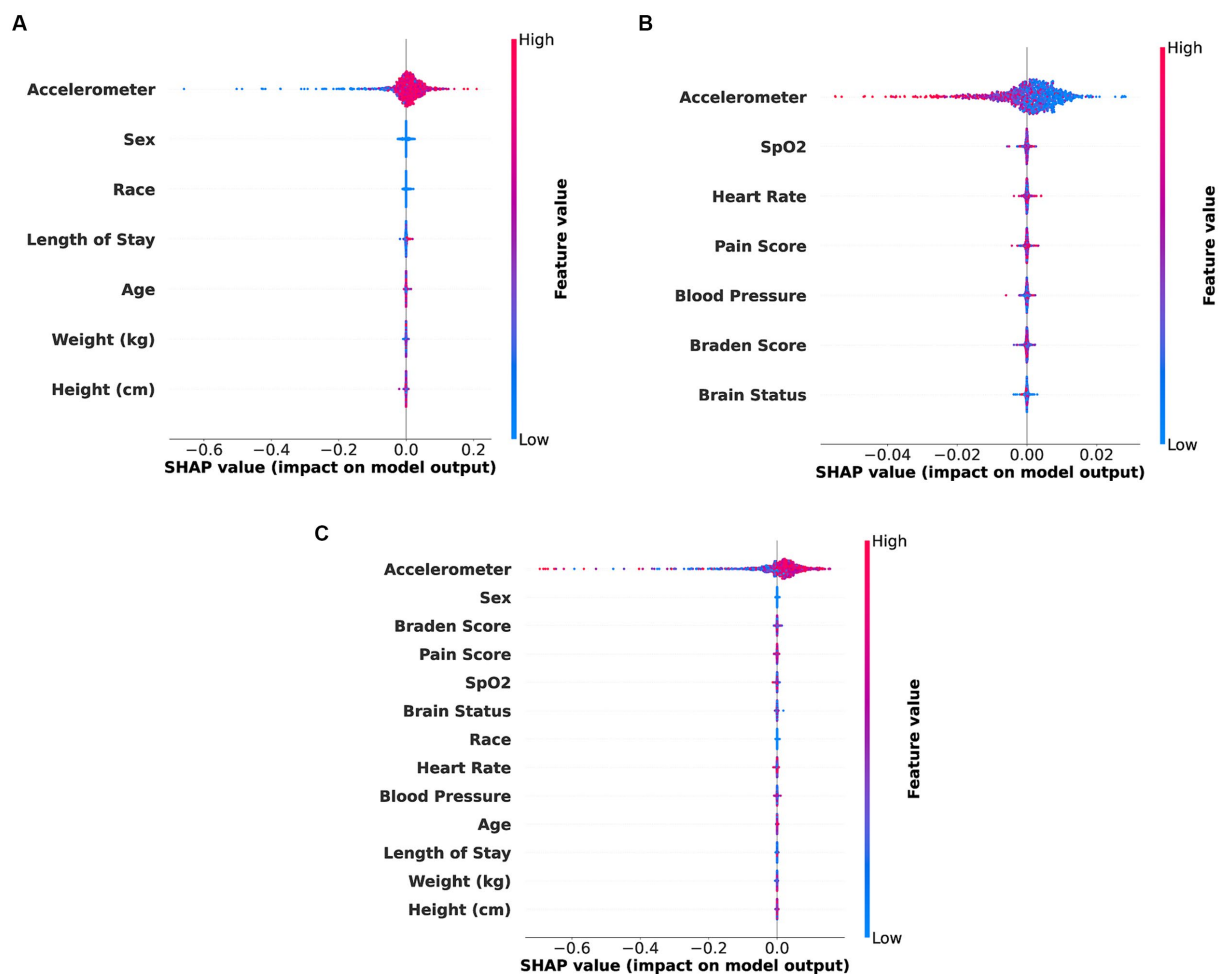 A
High
Accelerometer
Sex
Race
Length of Stay
Age
Weight (kg)
Height (cm)
Feature value
Low
−0.6 −0.4 −0.2 0.0 0.2
SHAP value (impact on model output)
B
High
Accelerometer
SpO2
Heart Rate
Pain Score
Blood Pressure
Braden Score
Brain Status
Feature value
Low
−0.04 −0.02 0.00 0.02
SHAP value (impact on model output)
C
High
Accelerometer
Sex
Braden Score
Pain Score
SpO2
Brain Status
Race
Heart Rate
Blood Pressure
Age
Length of Stay
Weight (kg)
Height (cm)
Feature value
Low
−0.6 −0.4 −0.2 0.0
SHAP value (impact on model output)